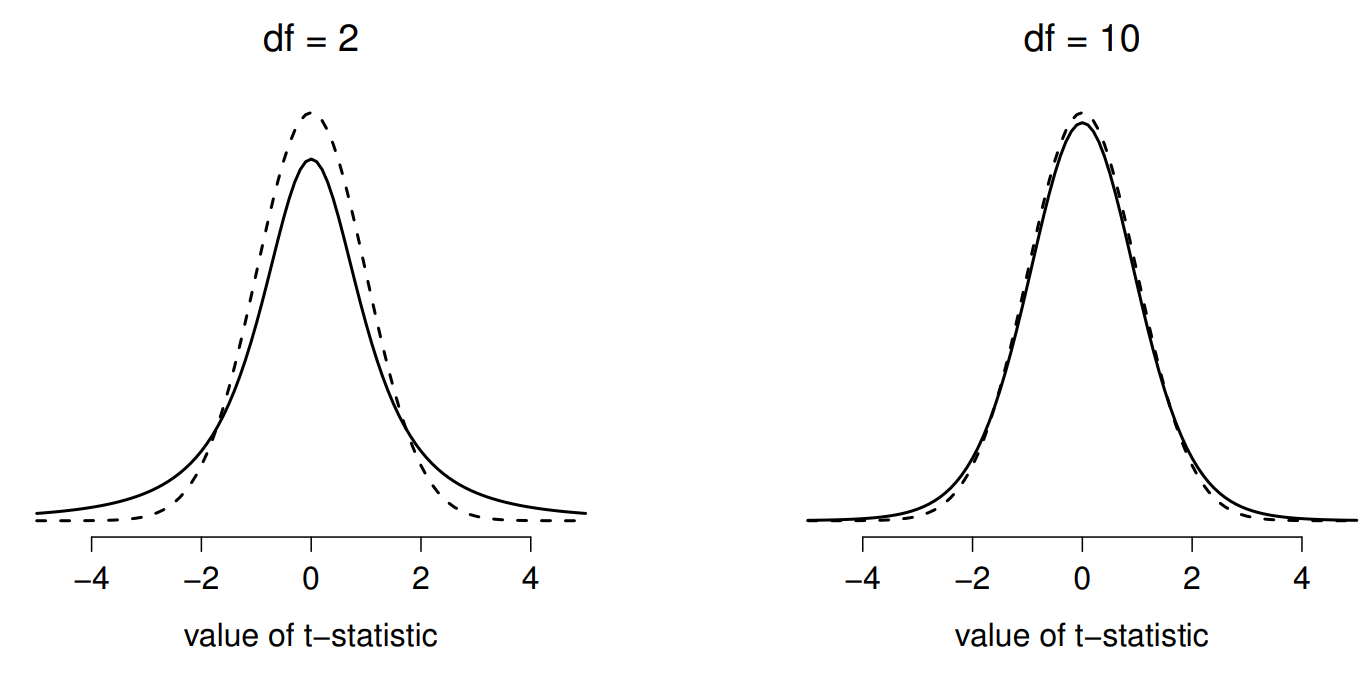 df = 2
−4 −2 0 2 4
value of t−statistic
df = 10
−4 −2 0 2 4
value of t−statistic